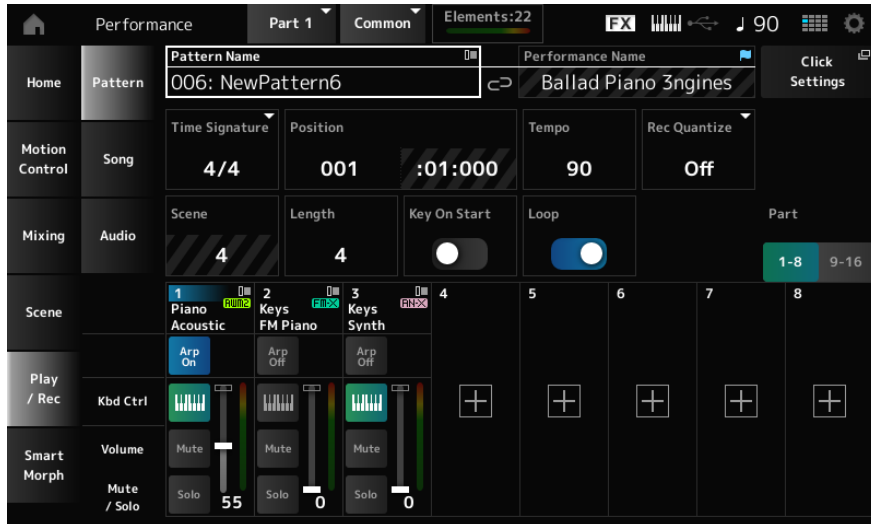 Performance
Part 1
Common
Elements:22
FX
90
Home
Motion
Control
Mixing
Scene
Play
/ Rec
Smart
Morph
Pattern
Song
Audio
Pattern Name
006: NewPattern6
Performance Name
Ballad Piano 3ngines
Click
Settings
Time Signature
4/4
Position
001 :01:000
Tempo
90
Rec Quantize
Off
Scene
4
Length
4
Key On Start
Loop
Part
1-8 9-16
1
Piano
Acoustic
AWM2
2
Keys
FM Piano
FM-X
3
Keys
Synth
AN-X
4
5
6
7
8
Arp
On
Arp
Off
Arp
Off
Kbd Ctrl
Volume
Mute
/ Solo
Mute
Mute
Mute
Solo
55
Solo
0
Solo
0